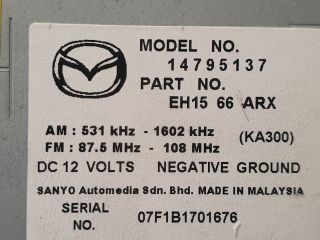 MODEL NO.
14795137
PART NO.
EH15 66 ARX
AM : 531 kHz - 1602 kHz (KA300)
FM : 87.5 MHz - 108 MHz
DC 12 VOLTS NEGATIVE GROUND
SANYO Automedia Sdn. Bhd. MADE IN MALAYSIA
SERIAL NO. 07F1B1701676